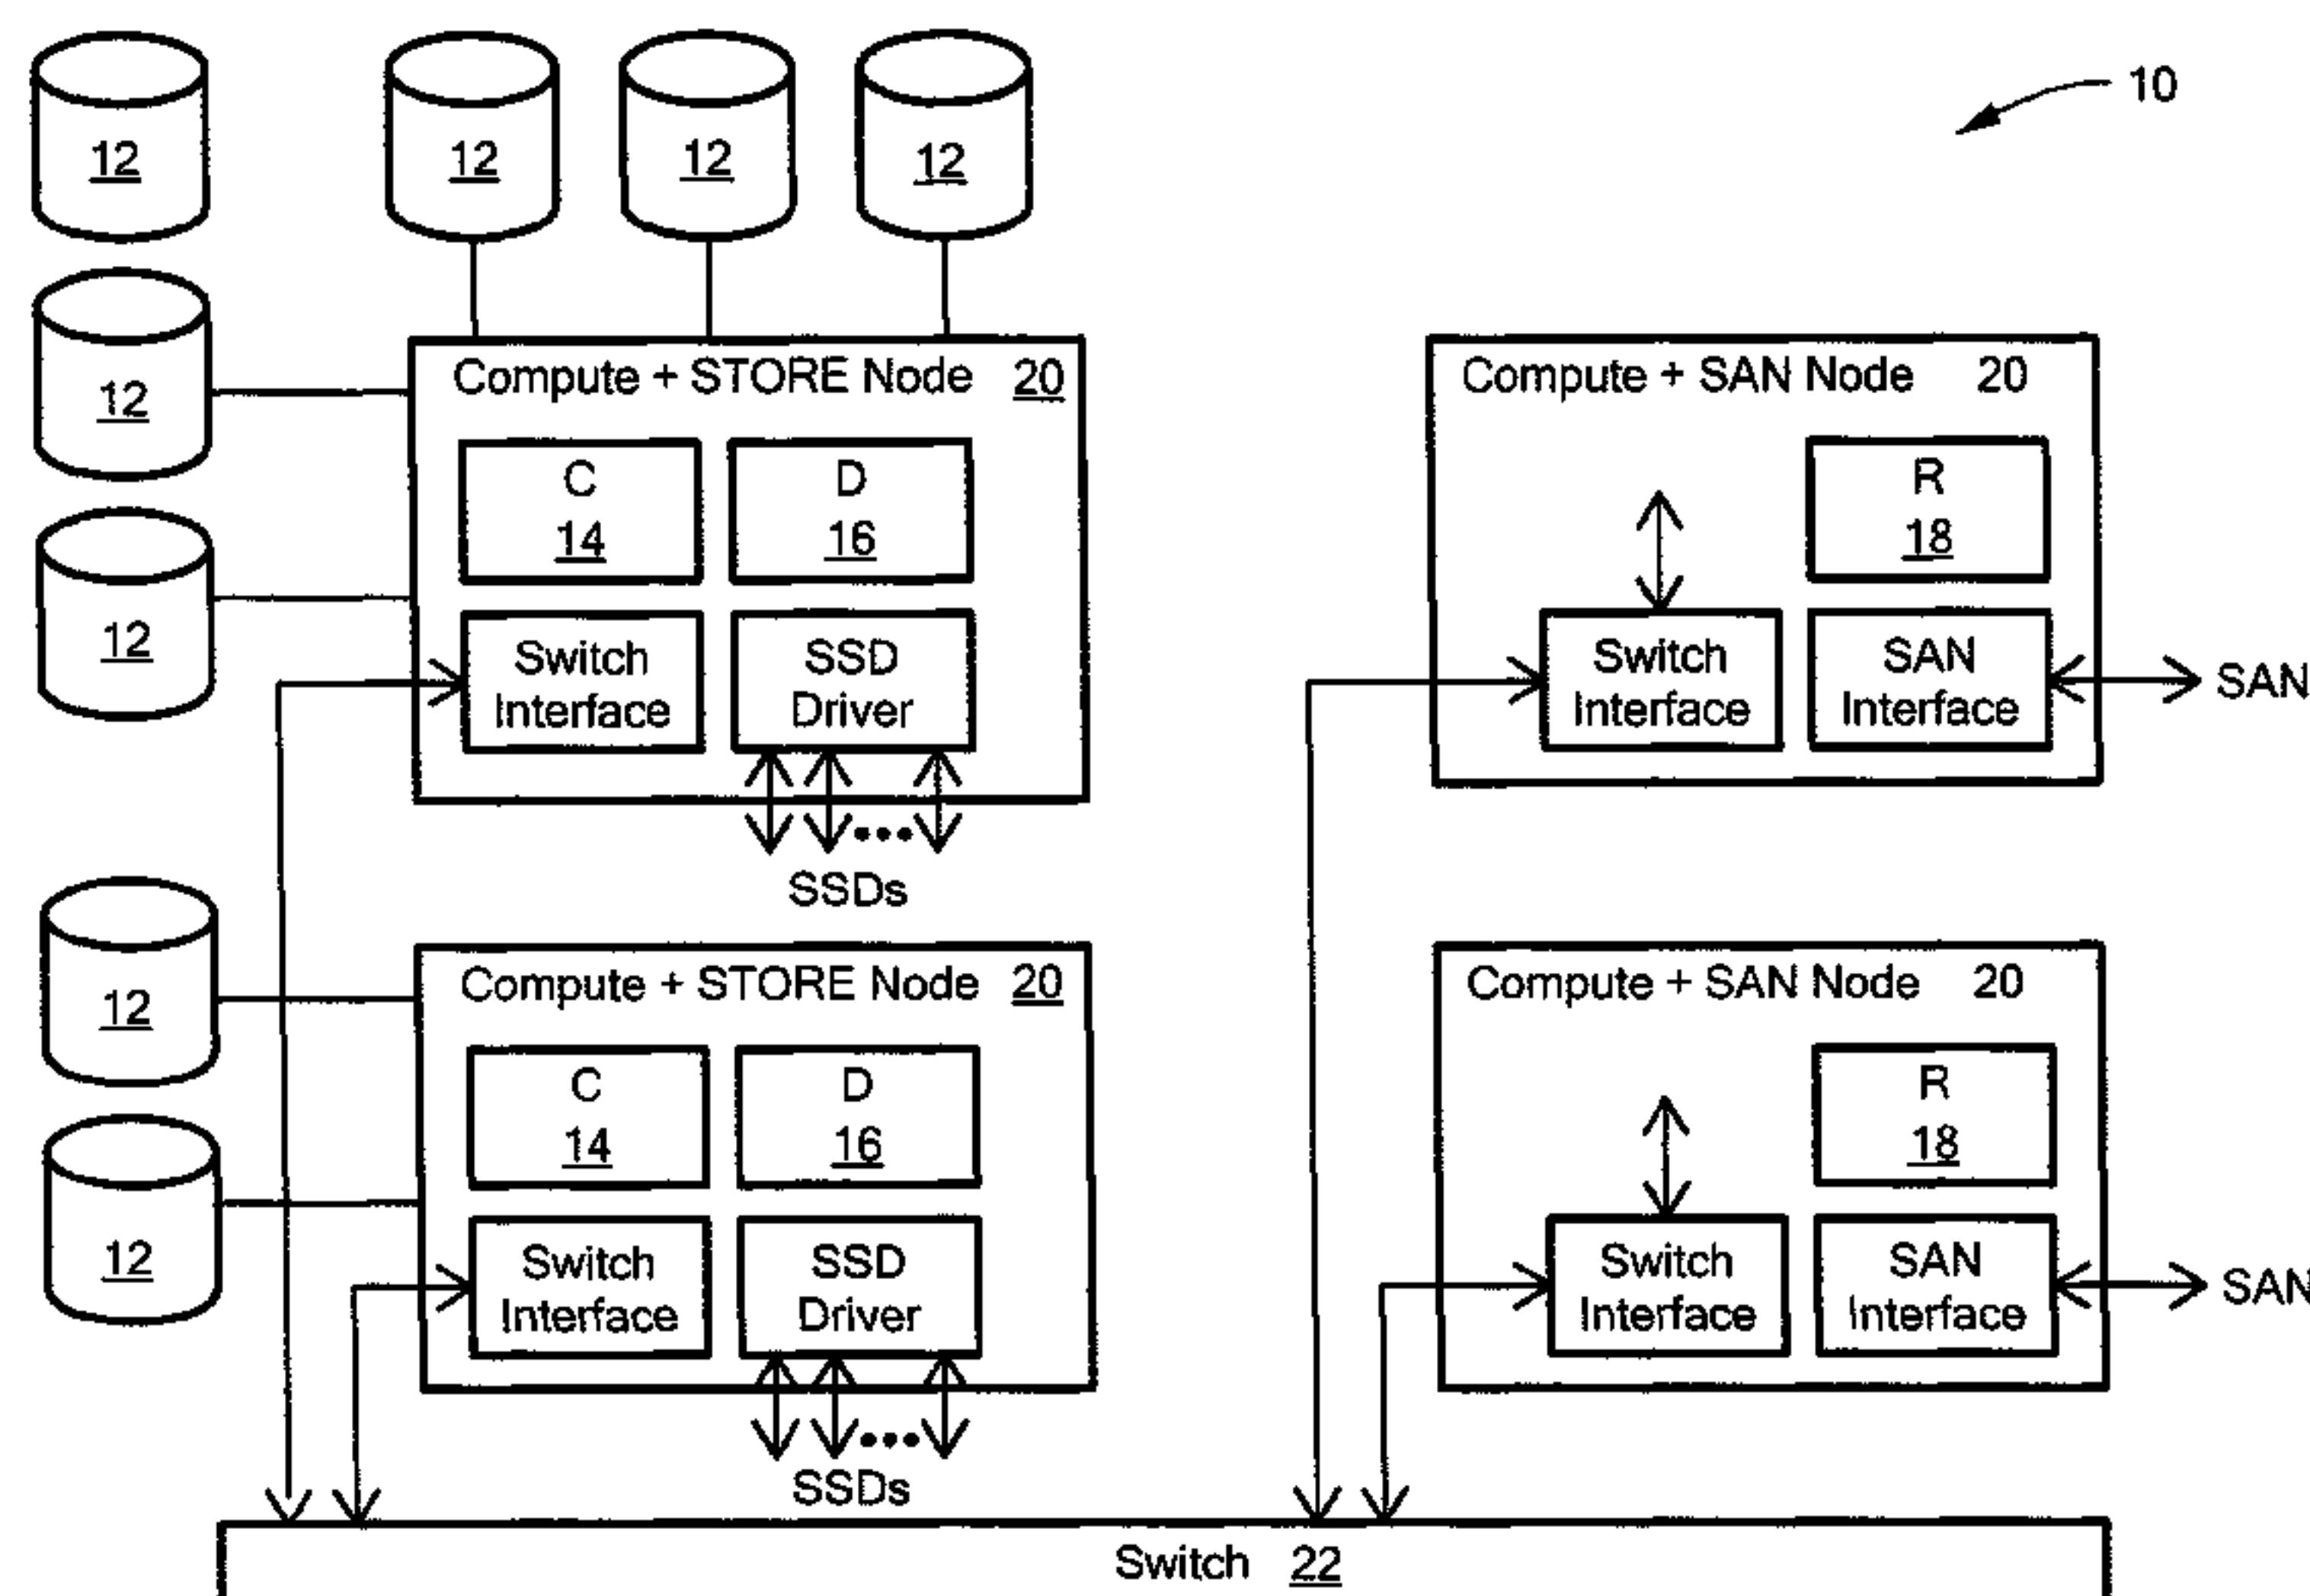 12 12 12 12 10
12
Compute + STORE Node 20
C
14
D
16
12
Switch
Interface
SSD
Driver
SSDs
Compute + SAN Node 20
R
18
Switch
Interface
SAN
Interface
SAN
12
Compute + STORE Node 20
C
14
D
16
12
Switch
Interface
SSD
Driver
SSDs
Compute + SAN Node 20
R
18
Switch
Interface
SAN
Interface
SAN
Switch 22